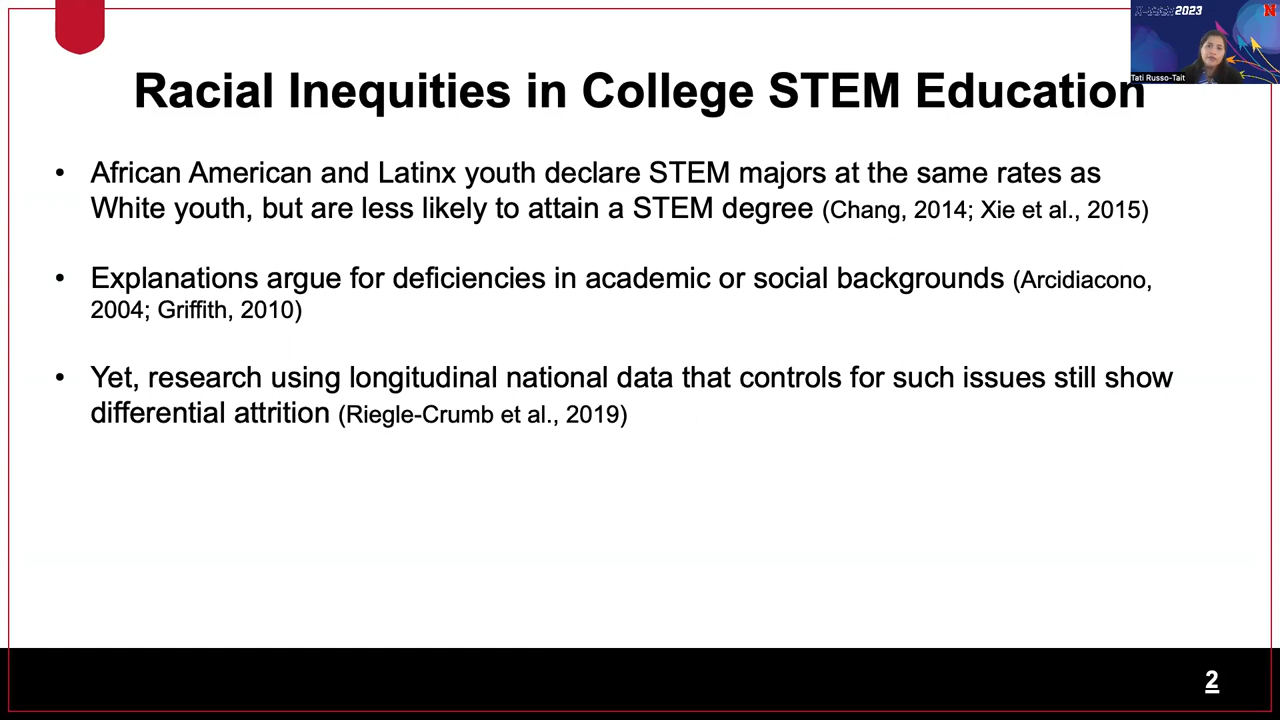 2023
N
Tati Russo-Tait
Racial Inequities in College STEM Education
• African American and Latinx youth declare STEM majors at the same rates as
White youth, but are less likely to attain a STEM degree (Chang, 2014; Xie et al., 2015)
• Explanations argue for deficiencies in academic or social backgrounds (Arcidiacono,
2004; Griffith, 2010)
• Yet, research using longitudinal national data that controls for such issues still show
differential attrition (Riegle-Crumb et al., 2019)
2